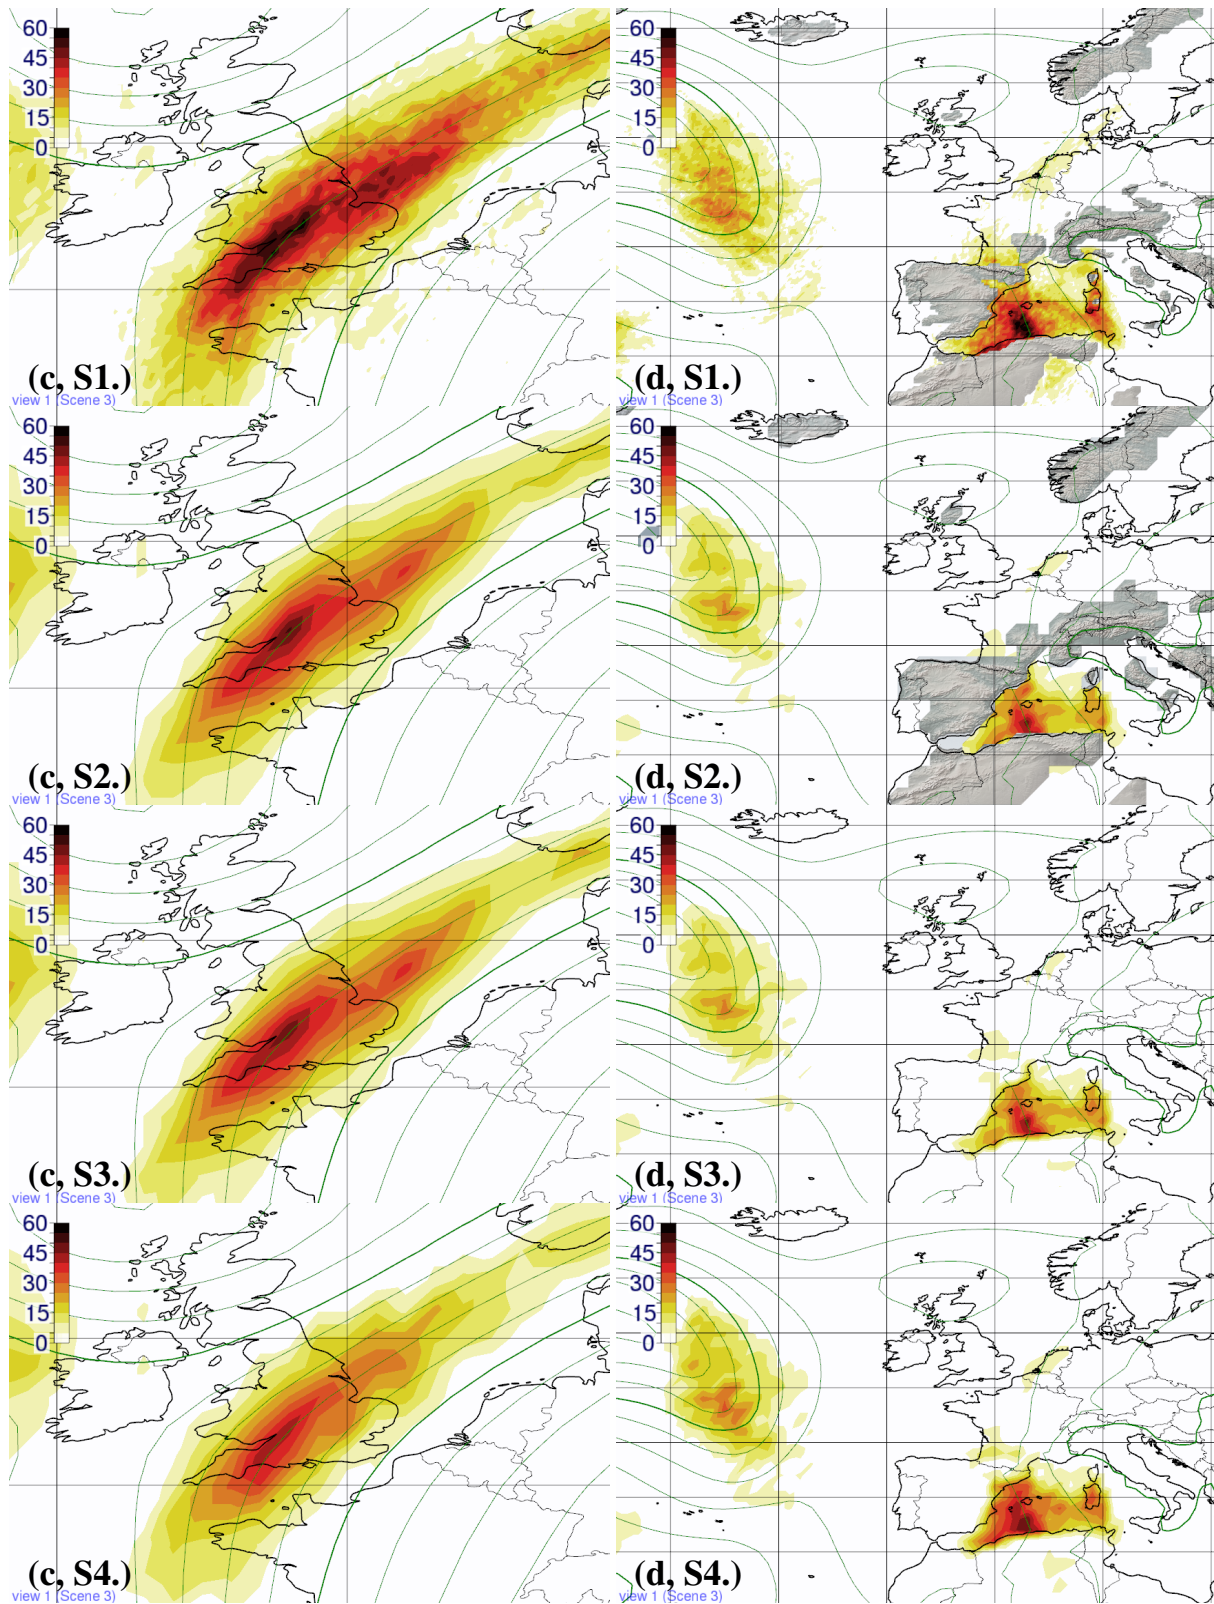 60
45
30
15
0
(c, S1.)
view 1 (Scene 3)
60
45
30
15
0
(d, S1.)
view 1 (Scene 3)
60
45
30
15
0
(c, S2.)
view 1 (Scene 3)
60
45
30
15
0
(d, S2.)
view 1 (Scene 3)
60
45
30
15
0
(c, S3.)
view 1 (Scene 3)
60
45
30
15
0
(d, S3.)
view 1 (Scene 3)
60
45
30
15
0
(c, S4.)
view 1 (Scene 3)
60
45
30
15
0
(d, S4.)
view 1 (Scene 3)